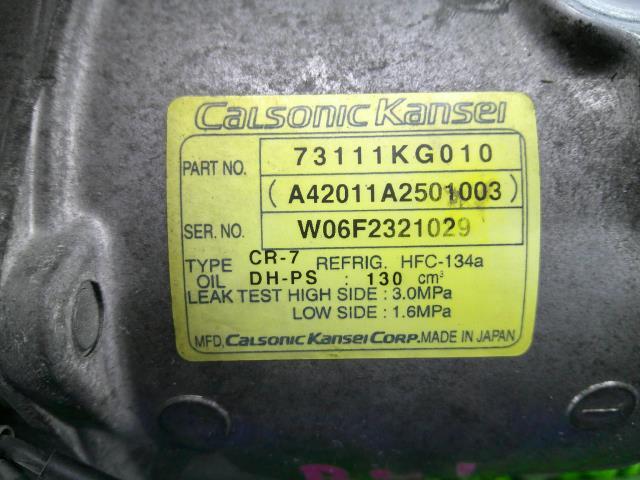 Calsonic Kansei
PART NO. 73111KG010
(A42011A2501003)
SER. NO. W06F2321029
TYPE CR-7 REFRIG. HFC-134a
OIL DH-PS : 130 cm³
LEAK TEST HIGH SIDE : 3.0MPa
LOW SIDE : 1.6MPa
MFD. CALSONIC KANSEI CORP. MADE IN JAPAN